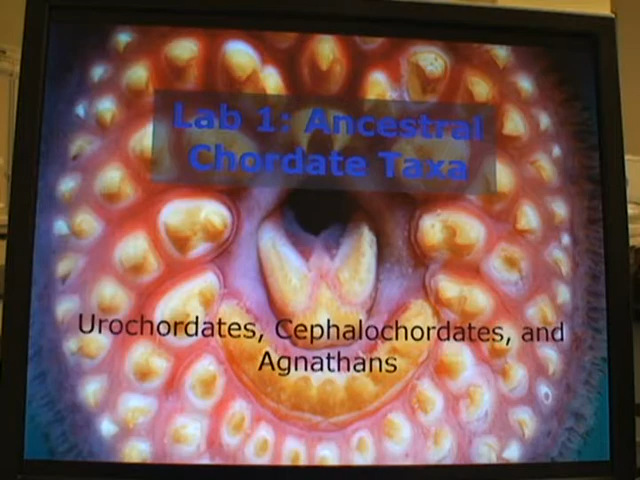 Lab 1: Ancestral
Chordate Taxa
Urochordates, Cephalochordates, and
Agnathans